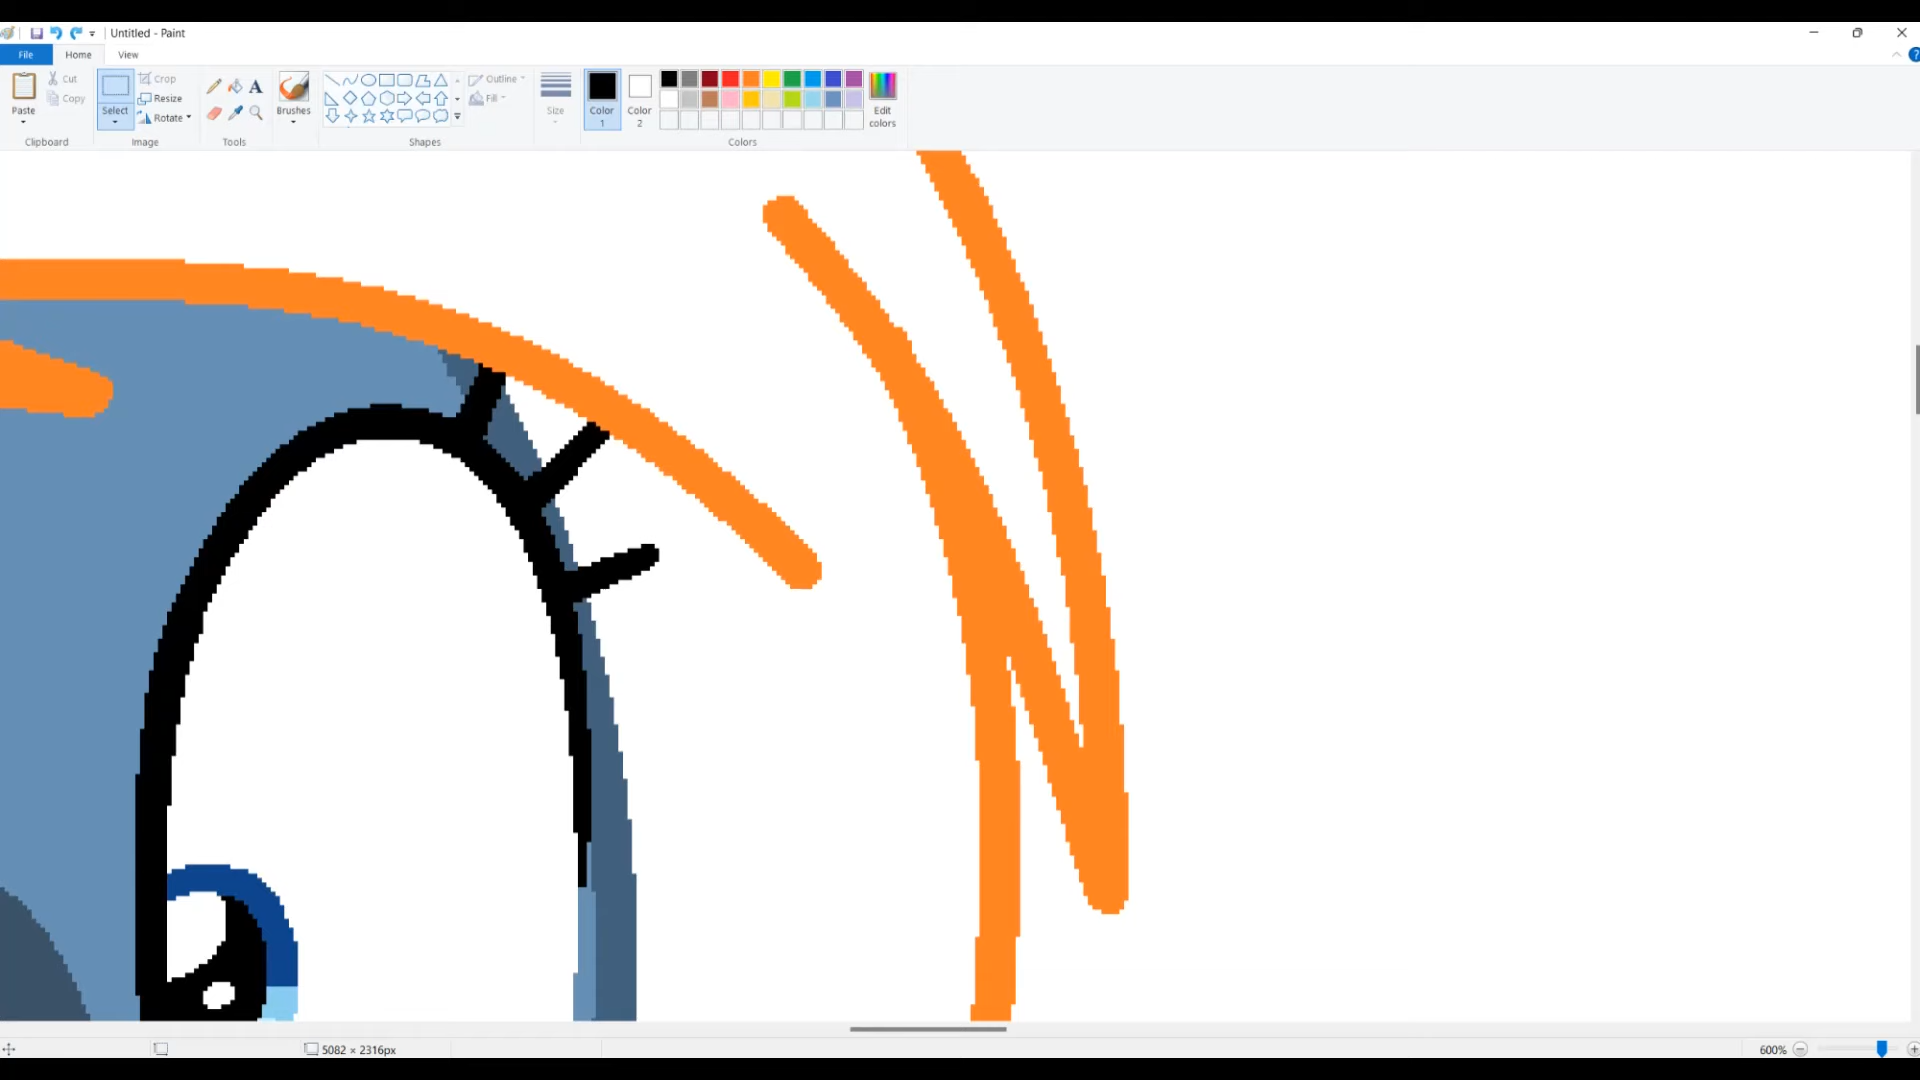 Untitled - Paint
File Home View
Paste
Cut
Copy
Clipboard
Select
Crop
Resize
Rotate
Image
A
Tools
Brushes
Shapes
Outline
Fill
Size
Color 1
Color 2
Edit colors
Colors
5082 × 2316px
600%